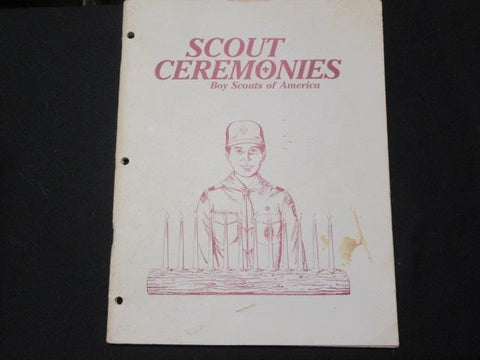 SCOUT
CEREMONIES
Boy Scouts of America